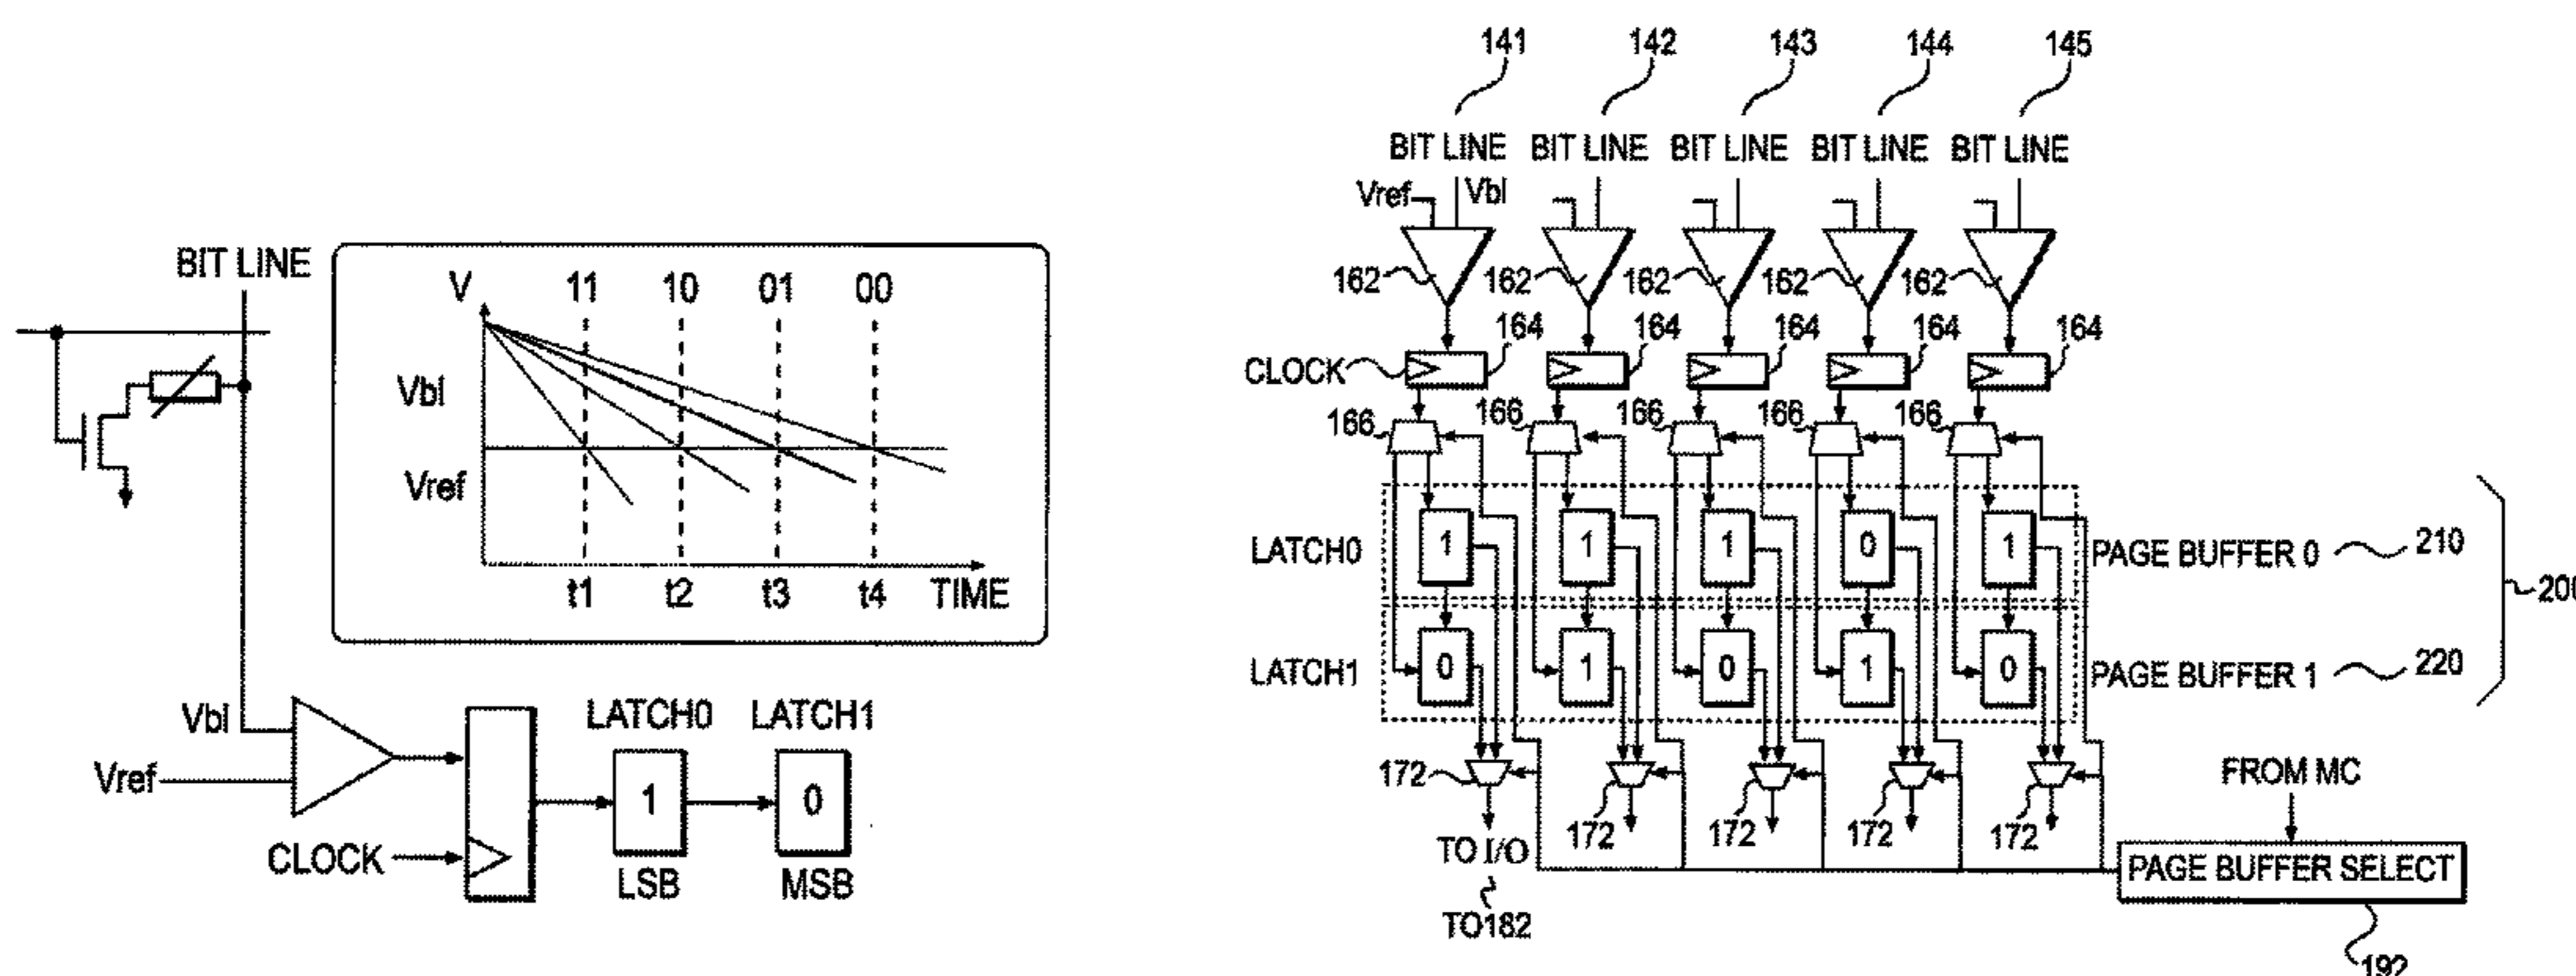 BIT LINE
V 11 10 01 00
Vbl
Vref
t1 t2 t3 t4 TIME
Vbl
Vref
CLOCK
LATCH0 LATCH1
1 0
LSB MSB
141 142 143 144 145
BIT LINE BIT LINE BIT LINE BIT LINE BIT LINE
Vref Vbl
162 162 162 162 162
164 164 164 164 164
CLOCK
166 166 166 166 166
LATCH0 1 1 1 0 1 PAGE BUFFER 0 210
200
LATCH1 0 1 0 1 0 PAGE BUFFER 1 220
172 172 172 172 172
TO I/O
TO182
FROM MC
PAGE BUFFER SELECT
192